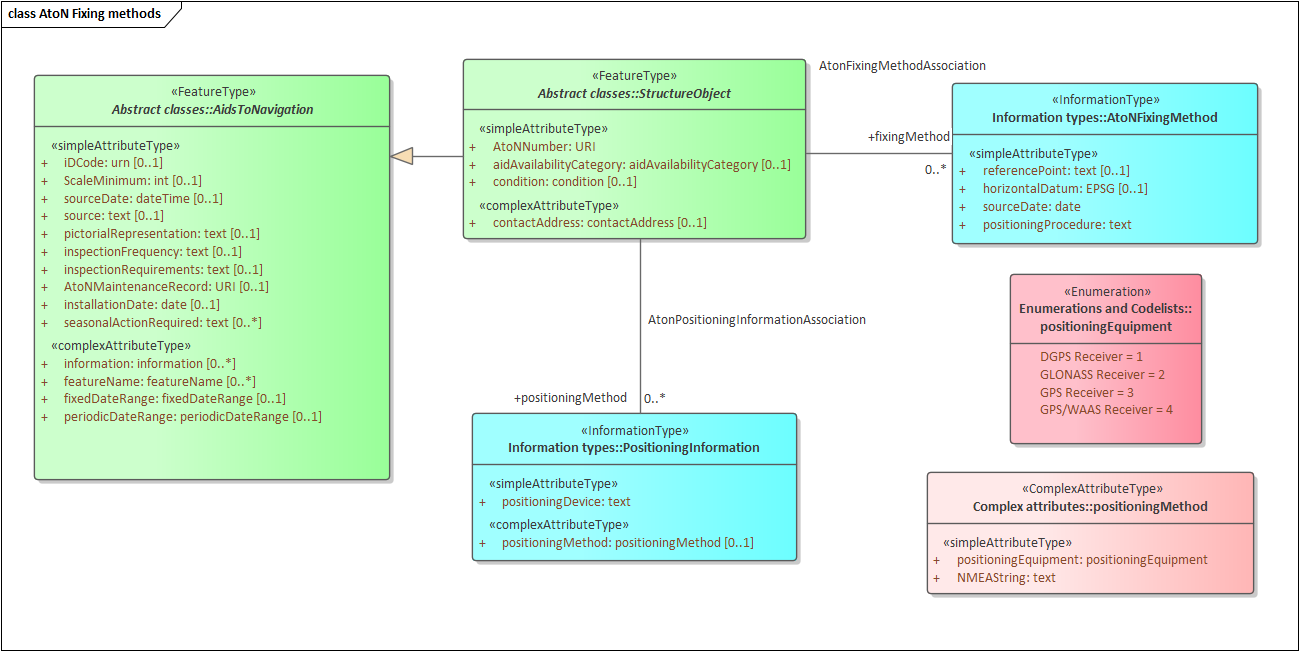 class AtoN Fixing methods
«FeatureType»
Abstract classes::AidsToNavigation
«simpleAttributeType»
+ iDCode: urn [0..1]
+ ScaleMinimum: int [0..1]
+ sourceDate: dateTime [0..1]
+ source: text [0..1]
+ pictorialRepresentation: text [0..1]
+ inspectionFrequency: text [0..1]
+ inspectionRequirements: text [0..1]
+ AtoNMaintenanceRecord: URI [0..1]
+ installationDate: date [0..1]
+ seasonalActionRequired: text [0..*]
«complexAttributeType»
+ information: information [0..*]
+ featureName: featureName [0..*]
+ fixedDateRange: fixedDateRange [0..1]
+ periodicDateRange: periodicDateRange [0..1]
«FeatureType»
Abstract classes::StructureObject
«simpleAttributeType»
+ AtoNNumber: URI
+ aidAvailabilityCategory: aidAvailabilityCategory [0..1]
+ condition: condition [0..1]
«complexAttributeType»
+ contactAddress: contactAddress [0..1]
AtonFixingMethodAssociation
+fixingMethod
0..*
«InformationType»
Information types::AtoNFixingMethod
«simpleAttributeType»
+ referencePoint: text [0..1]
+ horizontalDatum: EPSG [0..1]
+ sourceDate: date
+ positioningProcedure: text
AtonPositioningInformationAssociation
+positioningMethod
0..*
«InformationType»
Information types::PositioningInformation
«simpleAttributeType»
+ positioningDevice: text
«complexAttributeType»
+ positioningMethod: positioningMethod [0..1]
«Enumeration»
Enumerations and Codelists::
positioningEquipment
DGPS Receiver = 1
GLONASS Receiver = 2
GPS Receiver = 3
GPS/WAAS Receiver = 4
«ComplexAttributeType»
Complex attributes::positioningMethod
«simpleAttributeType»
+ positioningEquipment: positioningEquipment
+ NMEAString: text